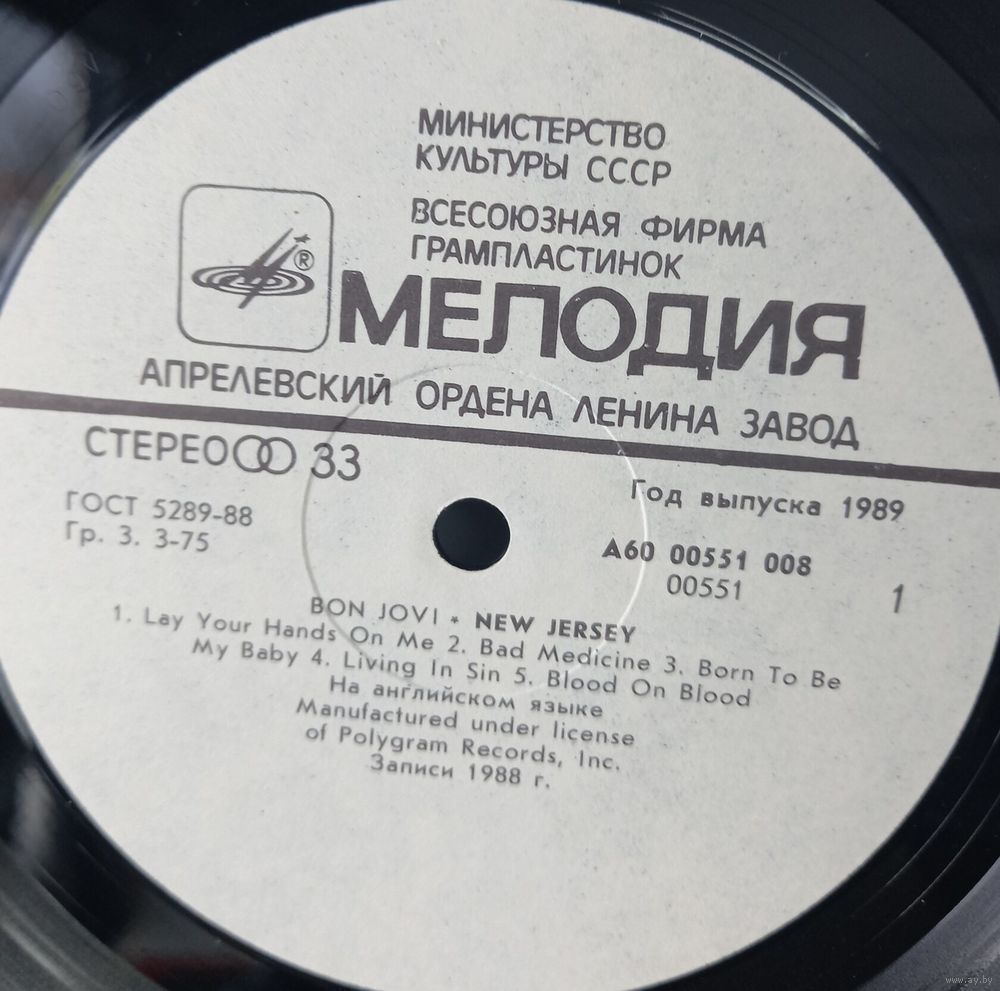 МИНИСТЕРСТВО
КУЛЬТУРЫ СССР
ВСЕСОЮЗНАЯ ФИРМА
ГРАМПЛАСТИНОК
®
МЕЛОДИЯ
АПРЕЛЕВСКИЙ ОРДЕНА ЛЕНИНА ЗАВОД
СТЕРЕО 33
Год выпуска 1989
ГОСТ 5289-88
Гр. 3. 3-75
А60 00551 008
00551
1
BON JOVI * NEW JERSEY
1. Lay Your Hands On Me 2. Bad Medicine 3. Born To Be
My Baby 4. Living In Sin 5. Blood On Blood
На английском языке
Manufactured under license
of Polygram Records, Inc.
Записи 1988 г.
www.ay.by